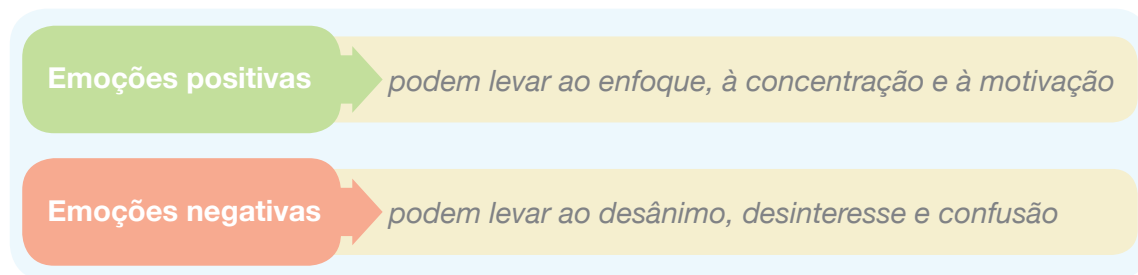 Emoções positivas podem levar ao enfoque, à concentração e à motivação
Emoções negativas podem levar ao desânimo, desinteresse e confusão